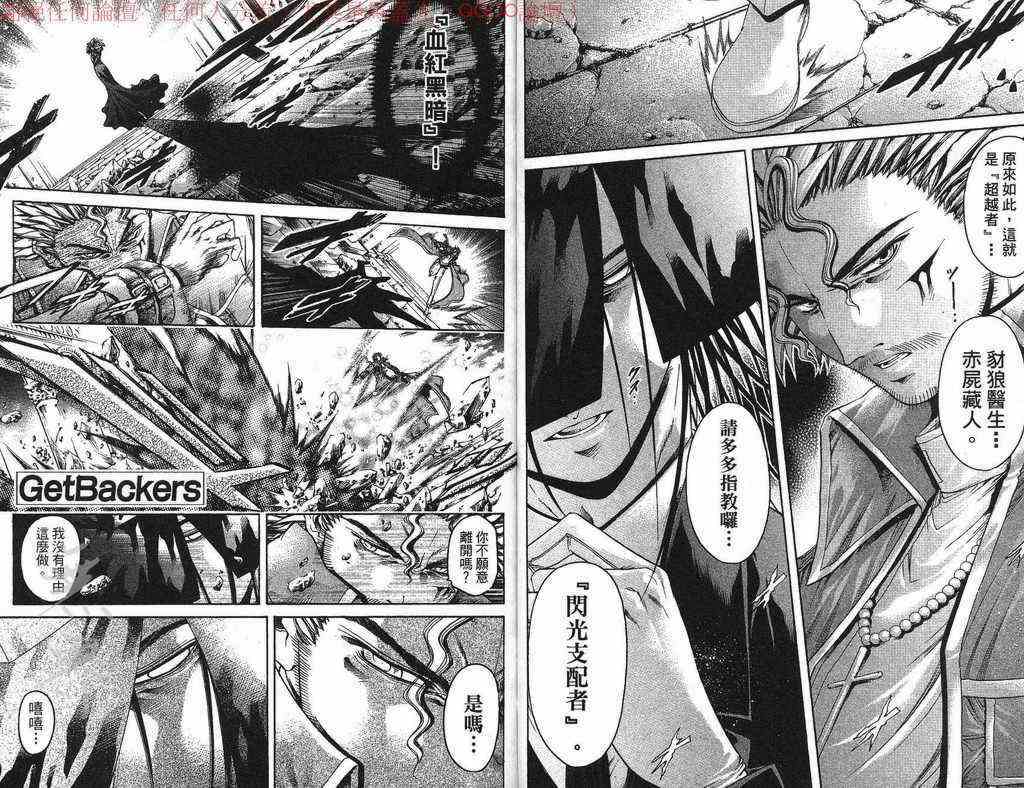 原來如此，這就
是『超越者』…
豺狼醫生…
赤屍藏人。
請多多指教囉…
『閃光支配者』。
『血紅黑暗』！
GetBackers
你不願意
離開嗎？
我沒有理由
這麼做。
是嗎…
嘻嘻…